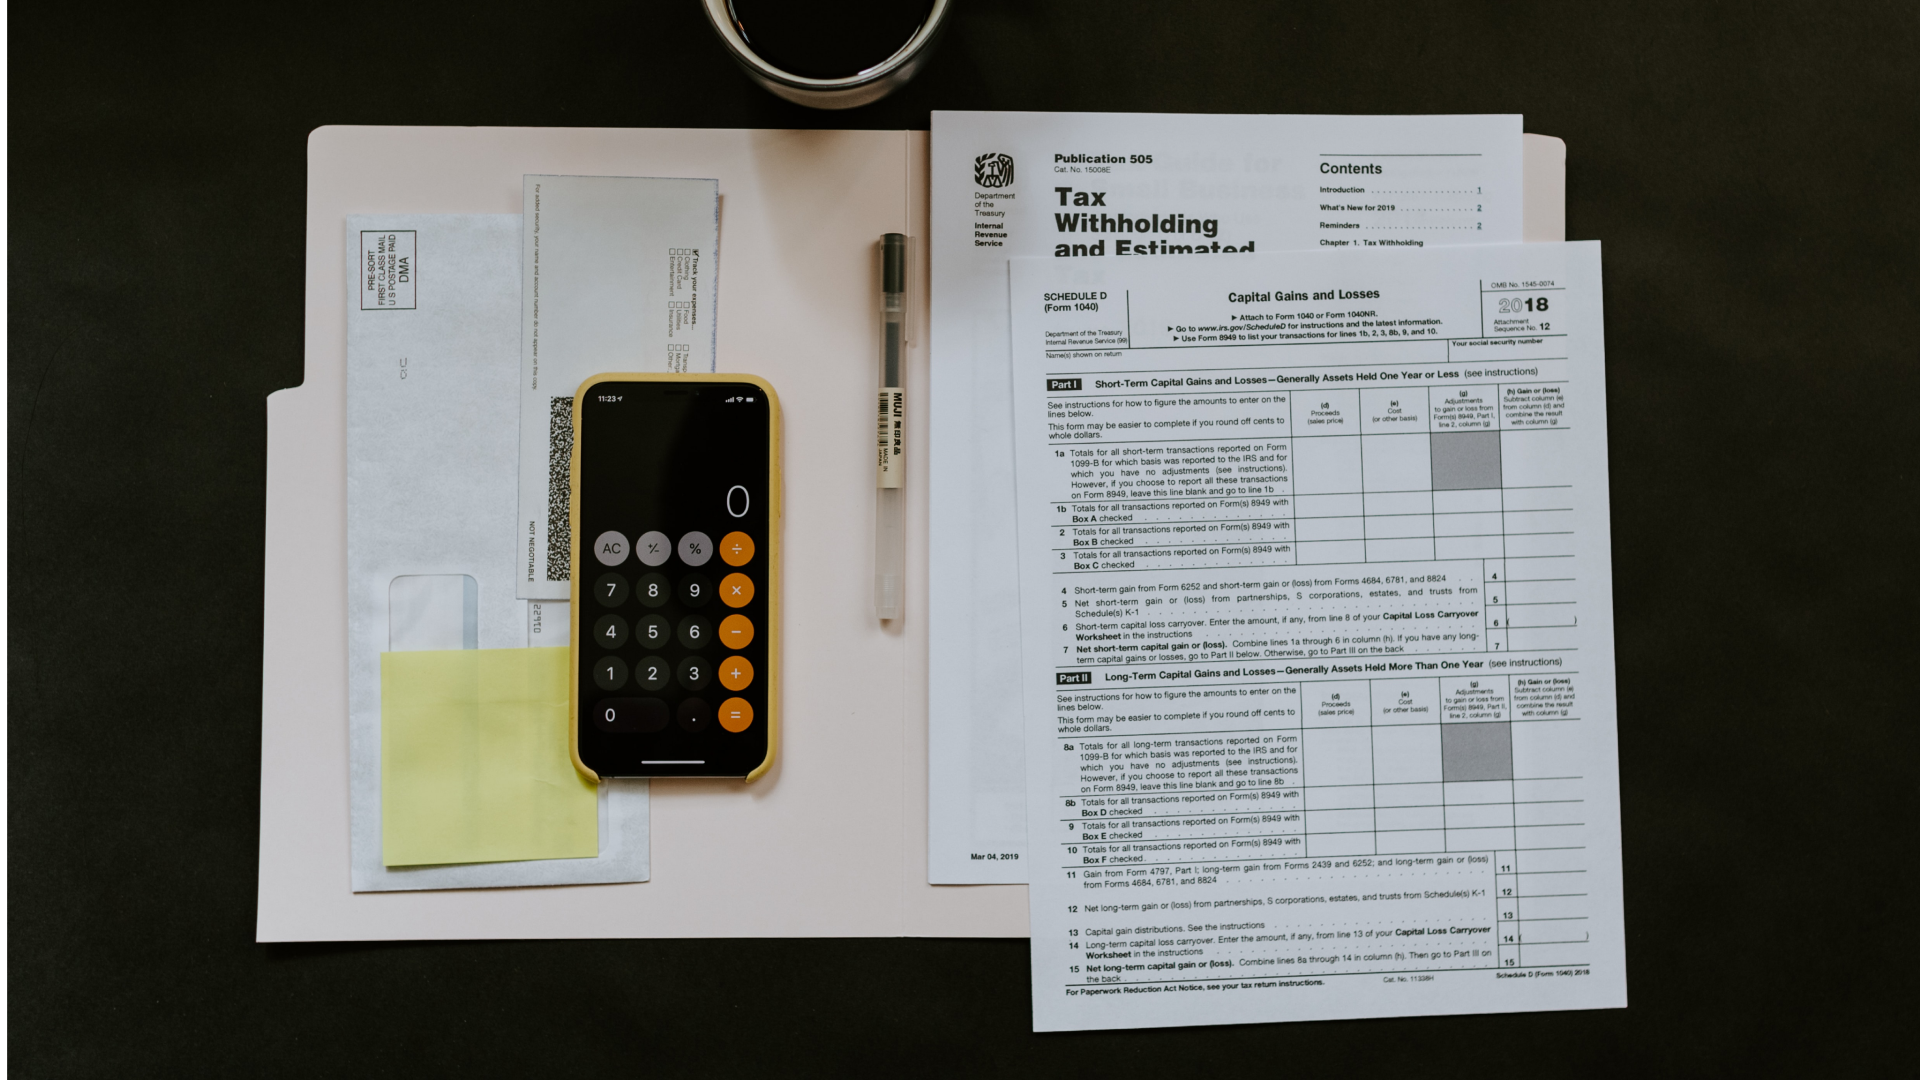 PRE-SORT
FIRST CLASS MAIL
U S POSTAGE PAID
DMA
For added security, your name and account number do not appear on this copy.
Track your expenses...
Clothing
Food
Credit Card
Utilities
Entertainment
Insurance
Other
NOT NEGOTIABLE
11:23
0
AC
%
÷
7 8 9 ×
4 5 6 −
1 2 3 +
0 . =
MUJI 無印良品
MADE IN
JAPAN
Department
of the
Treasury
Internal
Revenue
Service
Publication 505
Cat. No. 15008E
Tax
Withholding
and Estimated
Contents
Introduction . . . . . . . . . . . . . . . . . . 1
What's New for 2019 . . . . . . . . . . . . 2
Reminders . . . . . . . . . . . . . . . . . . . 2
Chapter 1. Tax Withholding
Mar 04, 2019
SCHEDULE D
(Form 1040)
Department of the Treasury
Internal Revenue Service (99)
Capital Gains and Losses
► Attach to Form 1040 or Form 1040NR.
► Go to www.irs.gov/ScheduleD for instructions and the latest information.
► Use Form 8949 to list your transactions for lines 1b, 2, 3, 8b, 9, and 10.
OMB No. 1545-0074
2018
Attachment
Sequence No. 12
Name(s) shown on return
Your social security number
Part I Short-Term Capital Gains and Losses—Generally Assets Held One Year or Less (see instructions)
See instructions for how to figure the amounts to enter on the
lines below.
This form may be easier to complete if you round off cents to
whole dollars.
(d)
Proceeds
(sales price)
(e)
Cost
(or other basis)
(g)
Adjustments
to gain or loss from
Form(s) 8949, Part I,
line 2, column (g)
(h) Gain or (loss)
Subtract column (e)
from column (d) and
combine the result
with column (g)
1a Totals for all short-term transactions reported on Form
1099-B for which basis was reported to the IRS and for
which you have no adjustments (see instructions).
However, if you choose to report all these transactions
on Form 8949, leave this line blank and go to line 1b .
1b Totals for all transactions reported on Form(s) 8949 with
Box A checked
2 Totals for all transactions reported on Form(s) 8949 with
Box B checked
3 Totals for all transactions reported on Form(s) 8949 with
Box C checked
4 Short-term gain from Form 6252 and short-term gain or (loss) from Forms 4684, 6781, and 8824 . . 4
5 Net short-term gain or (loss) from partnerships, S corporations, estates, and trusts from
Schedule(s) K-1 5
6 Short-term capital loss carryover. Enter the amount, if any, from line 8 of your Capital Loss Carryover
Worksheet in the instructions 6 ( )
7 Net short-term capital gain or (loss). Combine lines 1a through 6 in column (h). If you have any long-
term capital gains or losses, go to Part II below. Otherwise, go to Part III on the back 7
Part II Long-Term Capital Gains and Losses—Generally Assets Held More Than One Year (see instructions)
See instructions for how to figure the amounts to enter on the
lines below.
This form may be easier to complete if you round off cents to
whole dollars.
(d)
Proceeds
(sales price)
(e)
Cost
(or other basis)
(g)
Adjustments
to gain or loss from
Form(s) 8949, Part II,
line 2, column (g)
(h) Gain or (loss)
Subtract column (e)
from column (d) and
combine the result
with column (g)
8a Totals for all long-term transactions reported on Form
1099-B for which basis was reported to the IRS and for
which you have no adjustments (see instructions).
However, if you choose to report all these transactions
on Form 8949, leave this line blank and go to line 8b .
8b Totals for all transactions reported on Form(s) 8949 with
Box D checked
9 Totals for all transactions reported on Form(s) 8949 with
Box E checked
10 Totals for all transactions reported on Form(s) 8949 with
Box F checked
11 Gain from Form 4797, Part I; long-term gain from Forms 2439 and 6252; and long-term gain or (loss)
from Forms 4684, 6781, and 8824 11
12 Net long-term gain or (loss) from partnerships, S corporations, estates, and trusts from Schedule(s) K-1 12
13 Capital gain distributions. See the instructions 13
14 Long-term capital loss carryover. Enter the amount, if any, from line 13 of your Capital Loss Carryover
Worksheet in the instructions 14 ( )
15 Net long-term capital gain or (loss). Combine lines 8a through 14 in column (h). Then go to Part III on
the back 15
For Paperwork Reduction Act Notice, see your tax return instructions. Cat. No. 11338H Schedule D (Form 1040) 2018